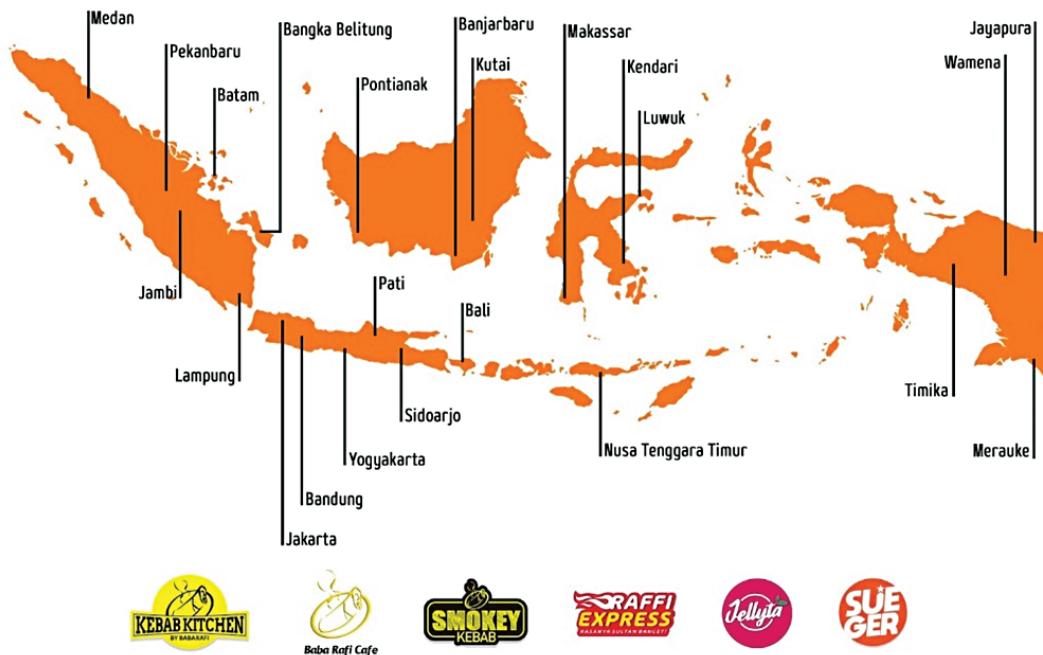 Medan
Pekanbaru
Batam
Bangka Belitung
Pontianak
Banjarbaru
Kutai
Makassar
Kendari
Luwuk
Jayapura
Wamena
Jambi
Lampung
Pati
Bali
Sidoarjo
Yogyakarta
Bandung
Jakarta
Nusa Tenggara Timur
Timika
Merauke
KEBAB KITCHEN
BY BABARAFI
Baba Rafi Cafe
SMOKEY
KEBAB
RAFFI
EXPRESS
RASANYA SULTAN BANGET!
Jellyta
SUE
GER